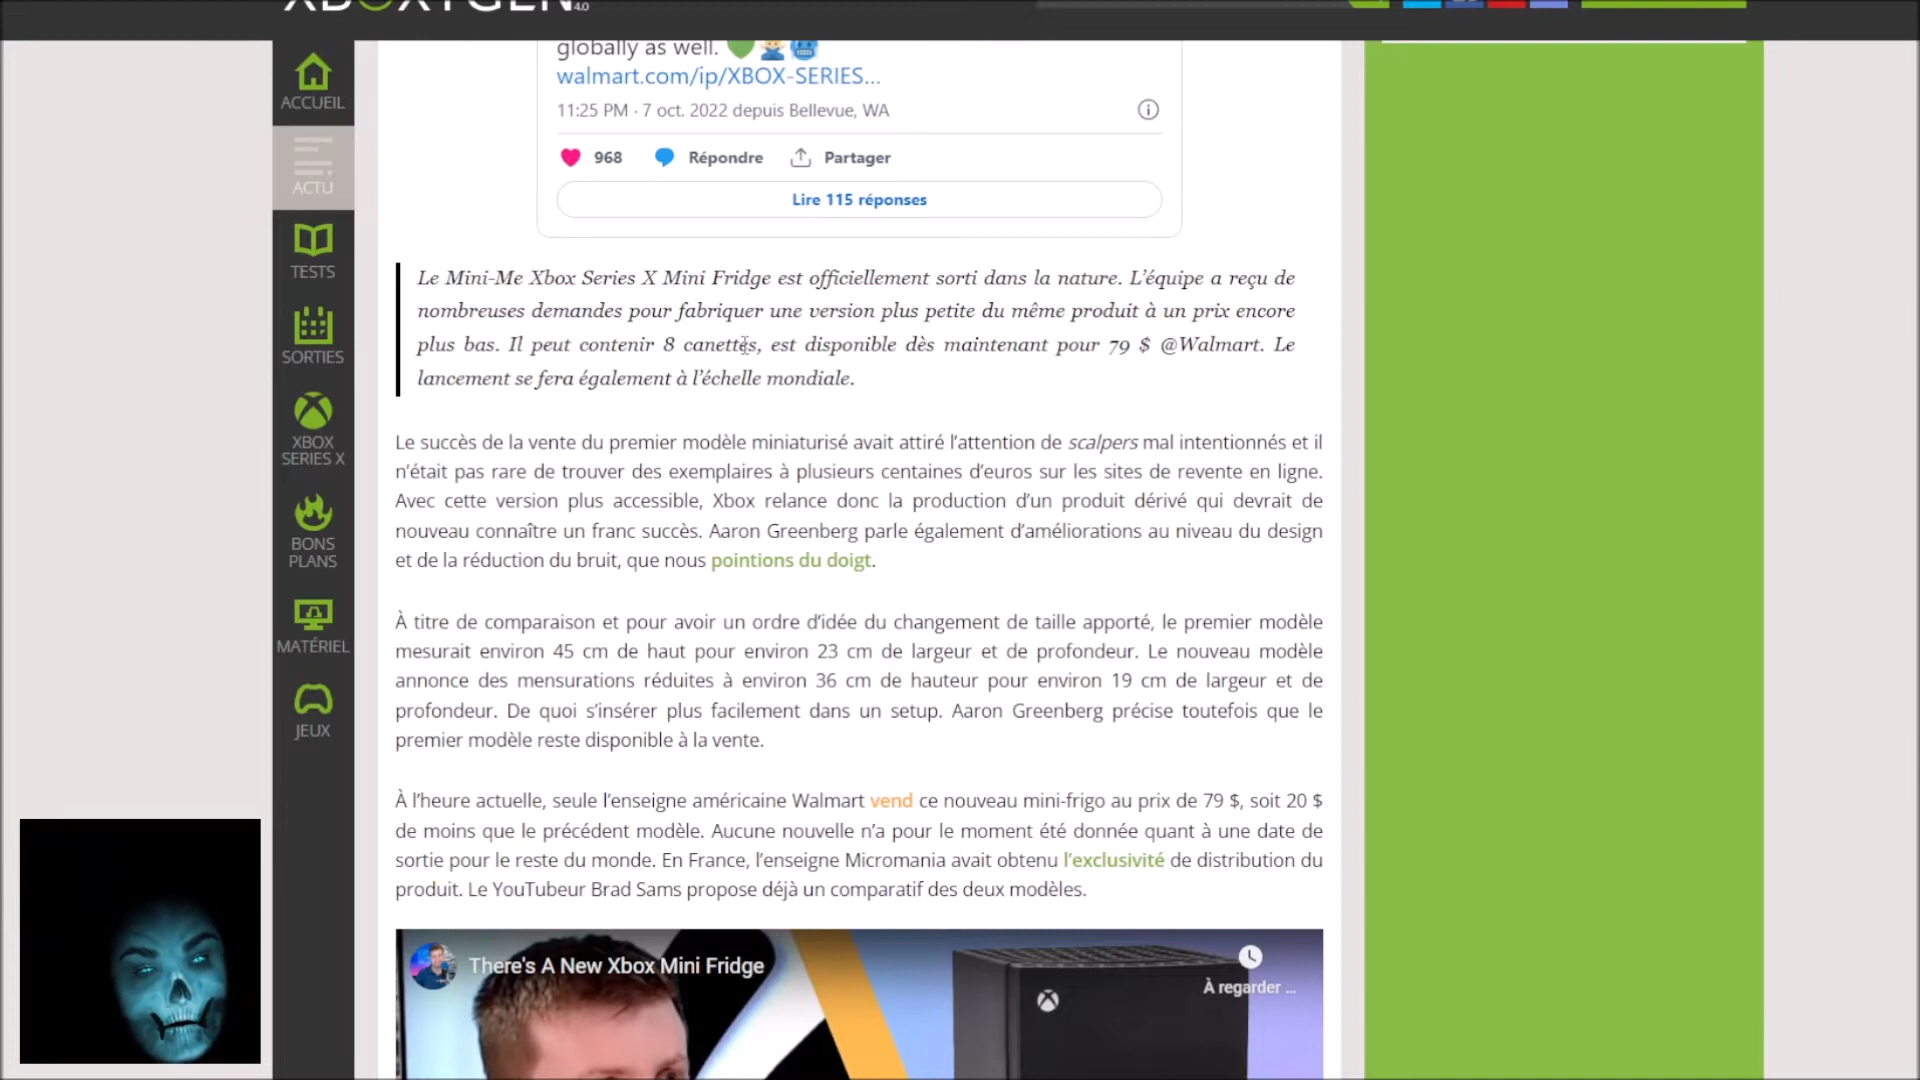 XBOXYGEN 4.0
globally as well. 💚🧝🥶
walmart.com/ip/XBOX-SERIES...
11:25 PM · 7 oct. 2022 depuis Bellevue, WA
968 Répondre Partager
Lire 115 réponses
ACCUEIL
ACTU
TESTS
SORTIES
XBOX
SERIES X
BONS
PLANS
MATÉRIEL
JEUX
Le Mini-Me Xbox Series X Mini Fridge est officiellement sorti dans la nature. L’équipe a reçu de
nombreuses demandes pour fabriquer une version plus petite du même produit à un prix encore
plus bas. Il peut contenir 8 canettes, est disponible dès maintenant pour 79 $ @Walmart. Le
lancement se fera également à l’échelle mondiale.
Le succès de la vente du premier modèle miniaturisé avait attiré l’attention de scalpers mal intentionnés et il
n’était pas rare de trouver des exemplaires à plusieurs centaines d’euros sur les sites de revente en ligne.
Avec cette version plus accessible, Xbox relance donc la production d’un produit dérivé qui devrait de
nouveau connaître un franc succès. Aaron Greenberg parle également d’améliorations au niveau du design
et de la réduction du bruit, que nous pointions du doigt.
À titre de comparaison et pour avoir un ordre d’idée du changement de taille apporté, le premier modèle
mesurait environ 45 cm de haut pour environ 23 cm de largeur et de profondeur. Le nouveau modèle
annonce des mensurations réduites à environ 36 cm de hauteur pour environ 19 cm de largeur et de
profondeur. De quoi s’insérer plus facilement dans un setup. Aaron Greenberg précise toutefois que le
premier modèle reste disponible à la vente.
À l’heure actuelle, seule l’enseigne américaine Walmart vend ce nouveau mini-frigo au prix de 79 $, soit 20 $
de moins que le précédent modèle. Aucune nouvelle n’a pour le moment été donnée quant à une date de
sortie pour le reste du monde. En France, l’enseigne Micromania avait obtenu l’exclusivité de distribution du
produit. Le YouTubeur Brad Sams propose déjà un comparatif des deux modèles.
There's A New Xbox Mini Fridge
À regarder ...